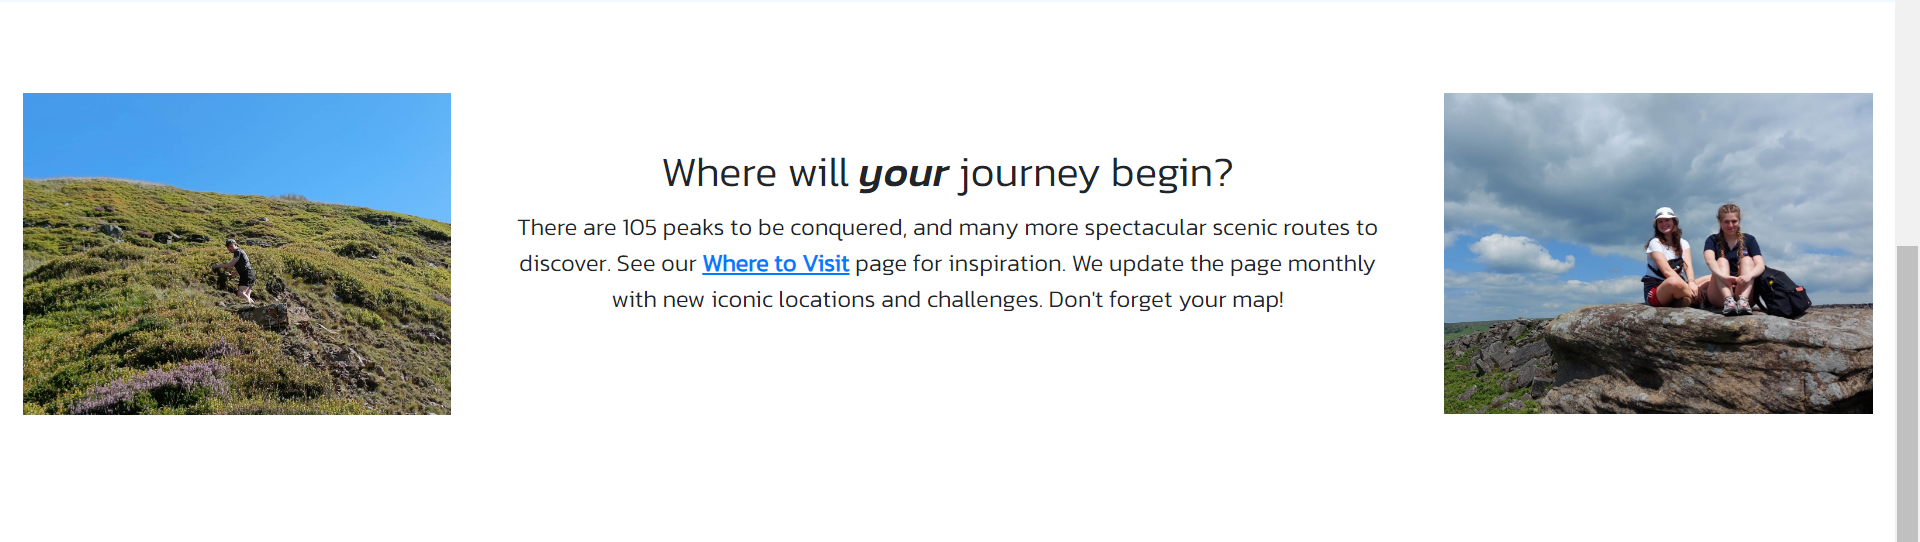 Where will your journey begin?
There are 105 peaks to be conquered, and many more spectacular scenic routes to
discover. See our Where to Visit page for inspiration. We update the page monthly
with new iconic locations and challenges. Don't forget your map!